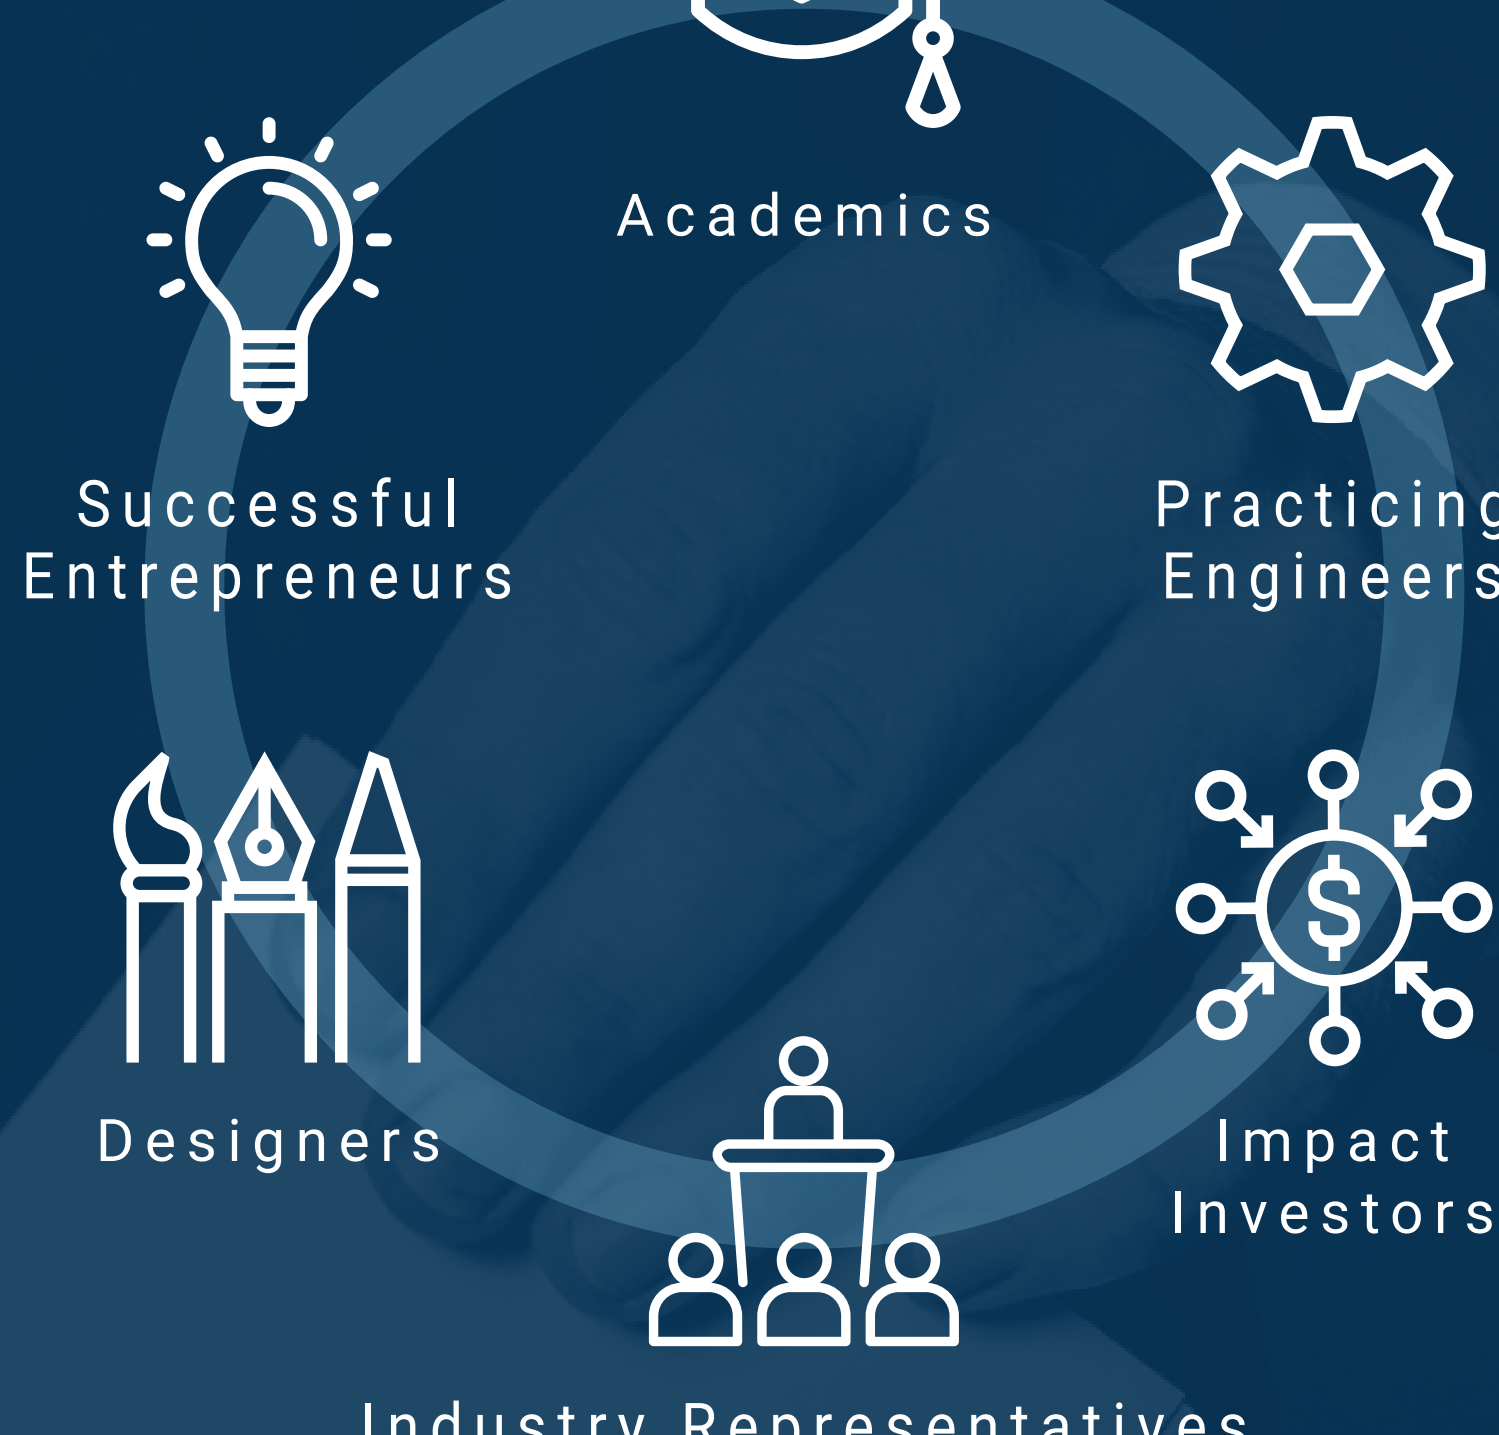 Academics
Successful
Entrepreneurs
Practicing
Engineers
Designers
Impact
Investors
Industry Representatives